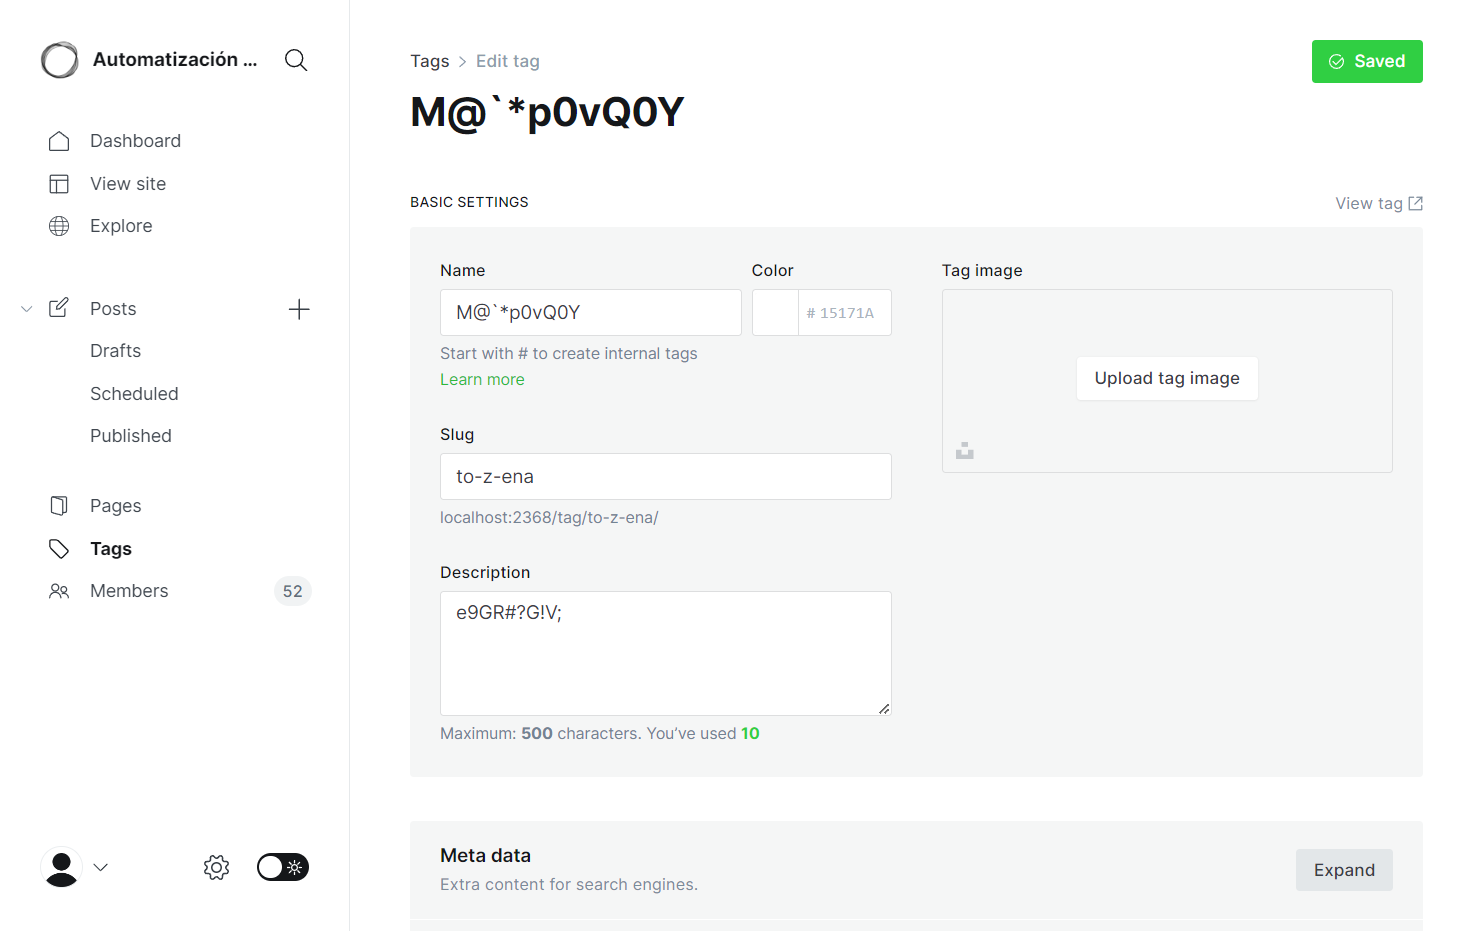 Automatización ...
Dashboard
View site
Explore
Posts
Drafts
Scheduled
Published
Pages
Tags
Members 52
Tags > Edit tag
Saved
M@`*p0vQ0Y
BASIC SETTINGS
View tag
Name
M@`*p0vQ0Y
Start with # to create internal tags
Learn more
Color
# 15171A
Slug
to-z-ena
localhost:2368/tag/to-z-ena/
Description
e9GR#?G!V;
Maximum: 500 characters. You’ve used 10
Tag image
Upload tag image
Meta data
Extra content for search engines.
Expand